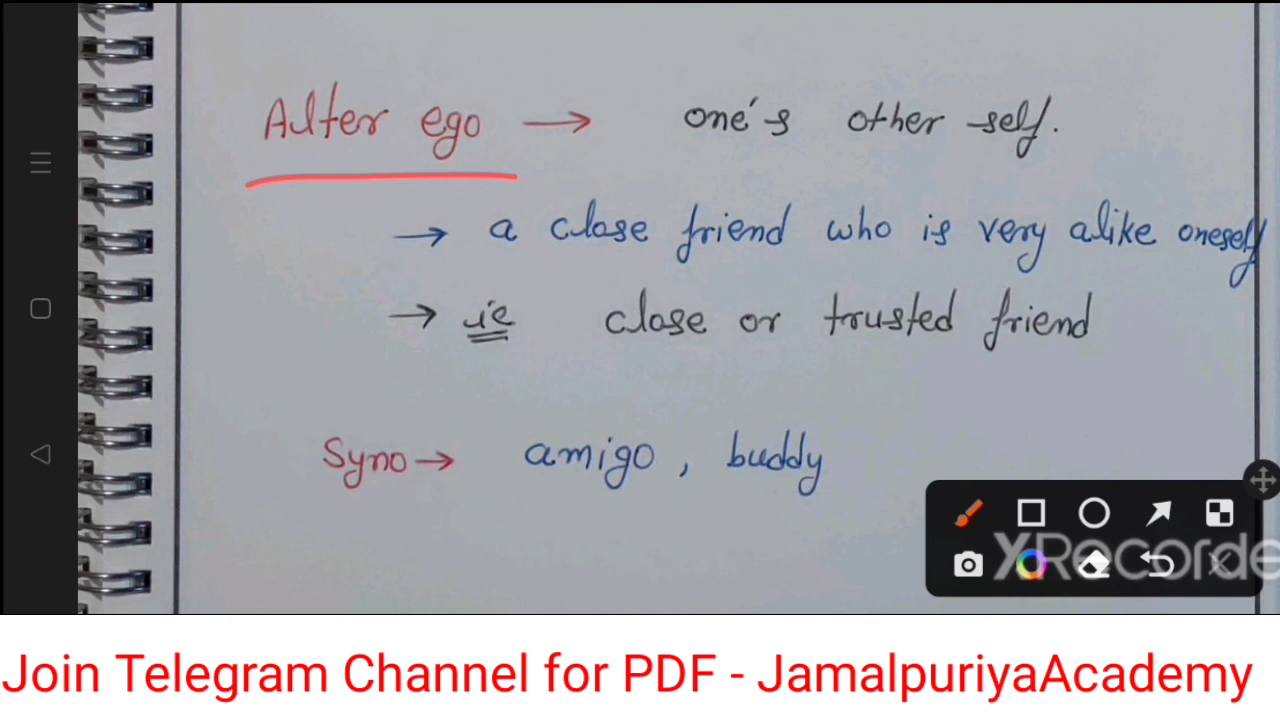 Alter ego → one's other self.
→ a close friend who is very alike oneself
→ ie close or trusted friend
Syno → amigo, buddy
XRecorde
Join Telegram Channel for PDF - JamalpuriyaAcademy